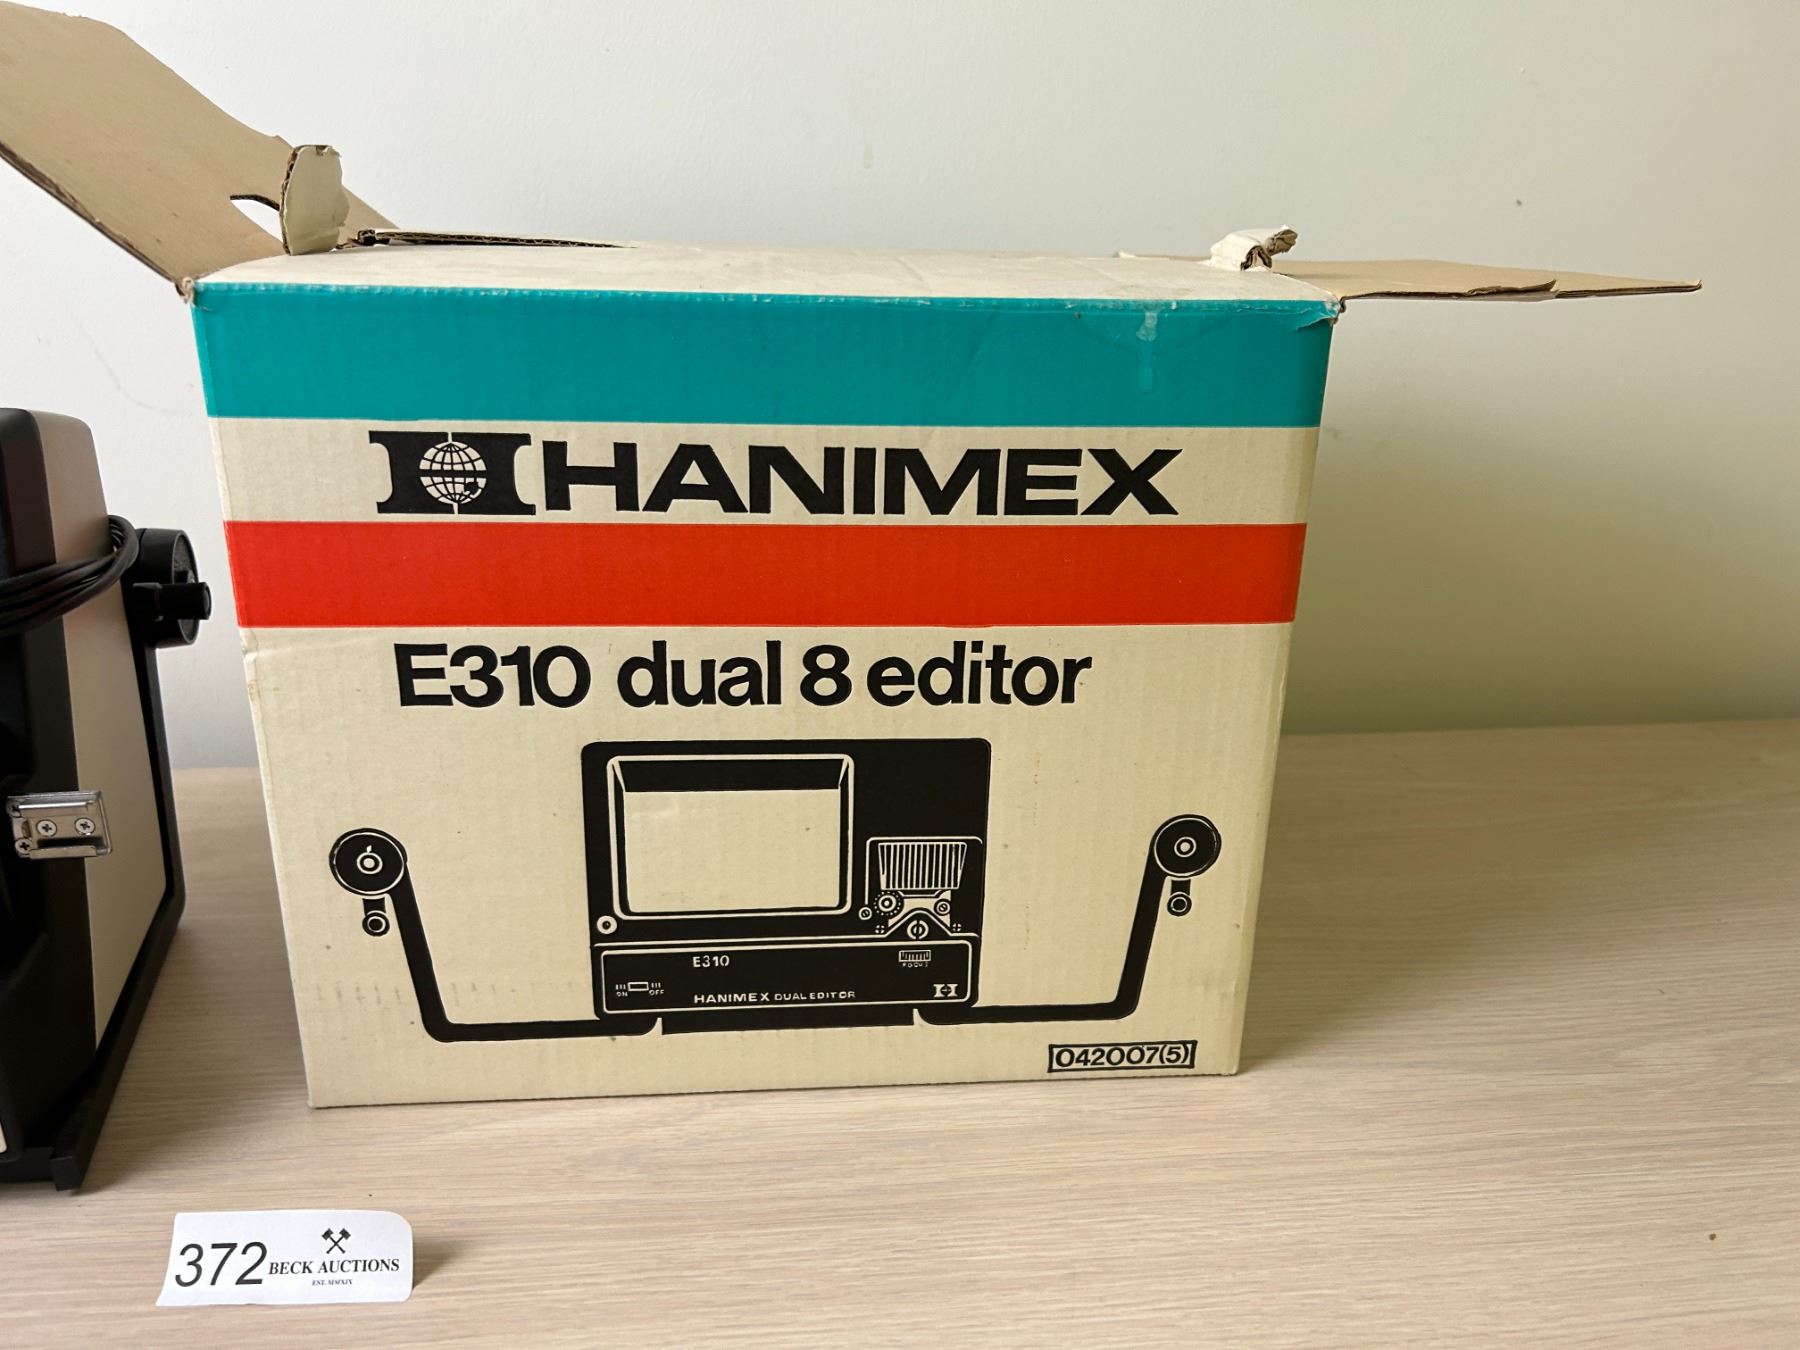 HANIMEX
E310 dual 8 editor
E310
FOCUS
ON OFF
HANIMEX DUAL EDITOR
042007(5)
372 BECK AUCTIONS
EST. MMXIX